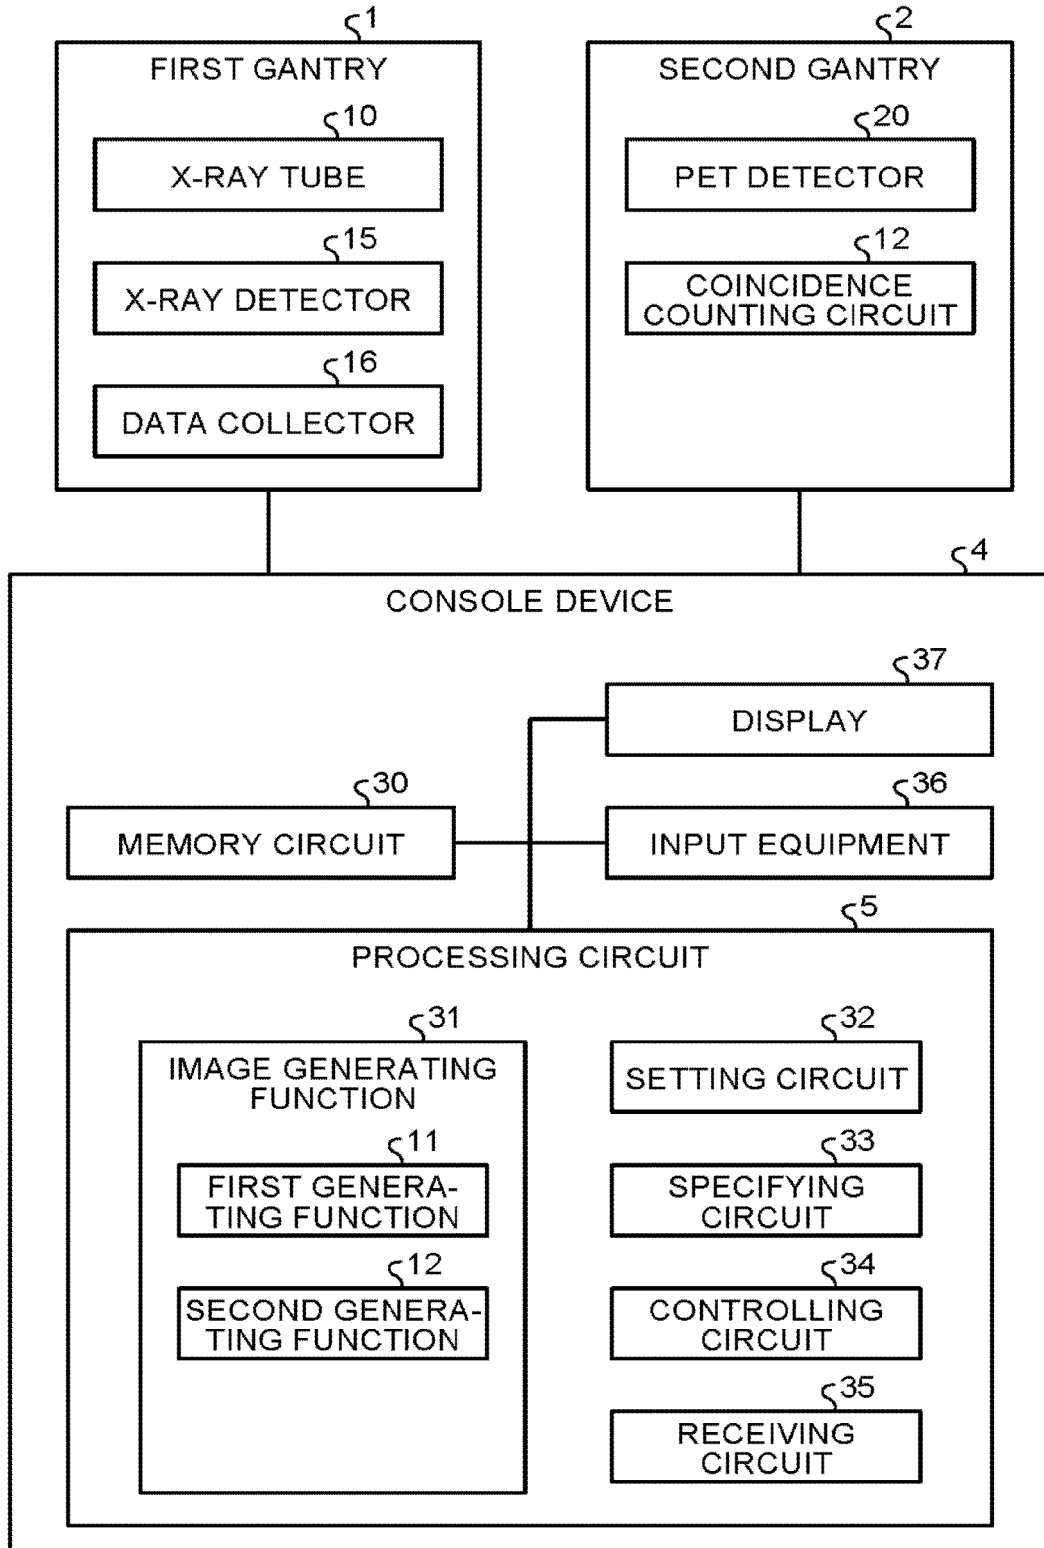 1
FIRST GANTRY
10
X-RAY TUBE
15
X-RAY DETECTOR
16
DATA COLLECTOR
2
SECOND GANTRY
20
PET DETECTOR
12
COINCIDENCE
COUNTING CIRCUIT
4
CONSOLE DEVICE
37
DISPLAY
30
MEMORY CIRCUIT
36
INPUT EQUIPMENT
5
PROCESSING CIRCUIT
31
IMAGE GENERATING
FUNCTION
11
FIRST GENERA-
TING FUNCTION
12
SECOND GENERA-
TING FUNCTION
32
SETTING CIRCUIT
33
SPECIFYING
CIRCUIT
34
CONTROLLING
CIRCUIT
35
RECEIVING
CIRCUIT